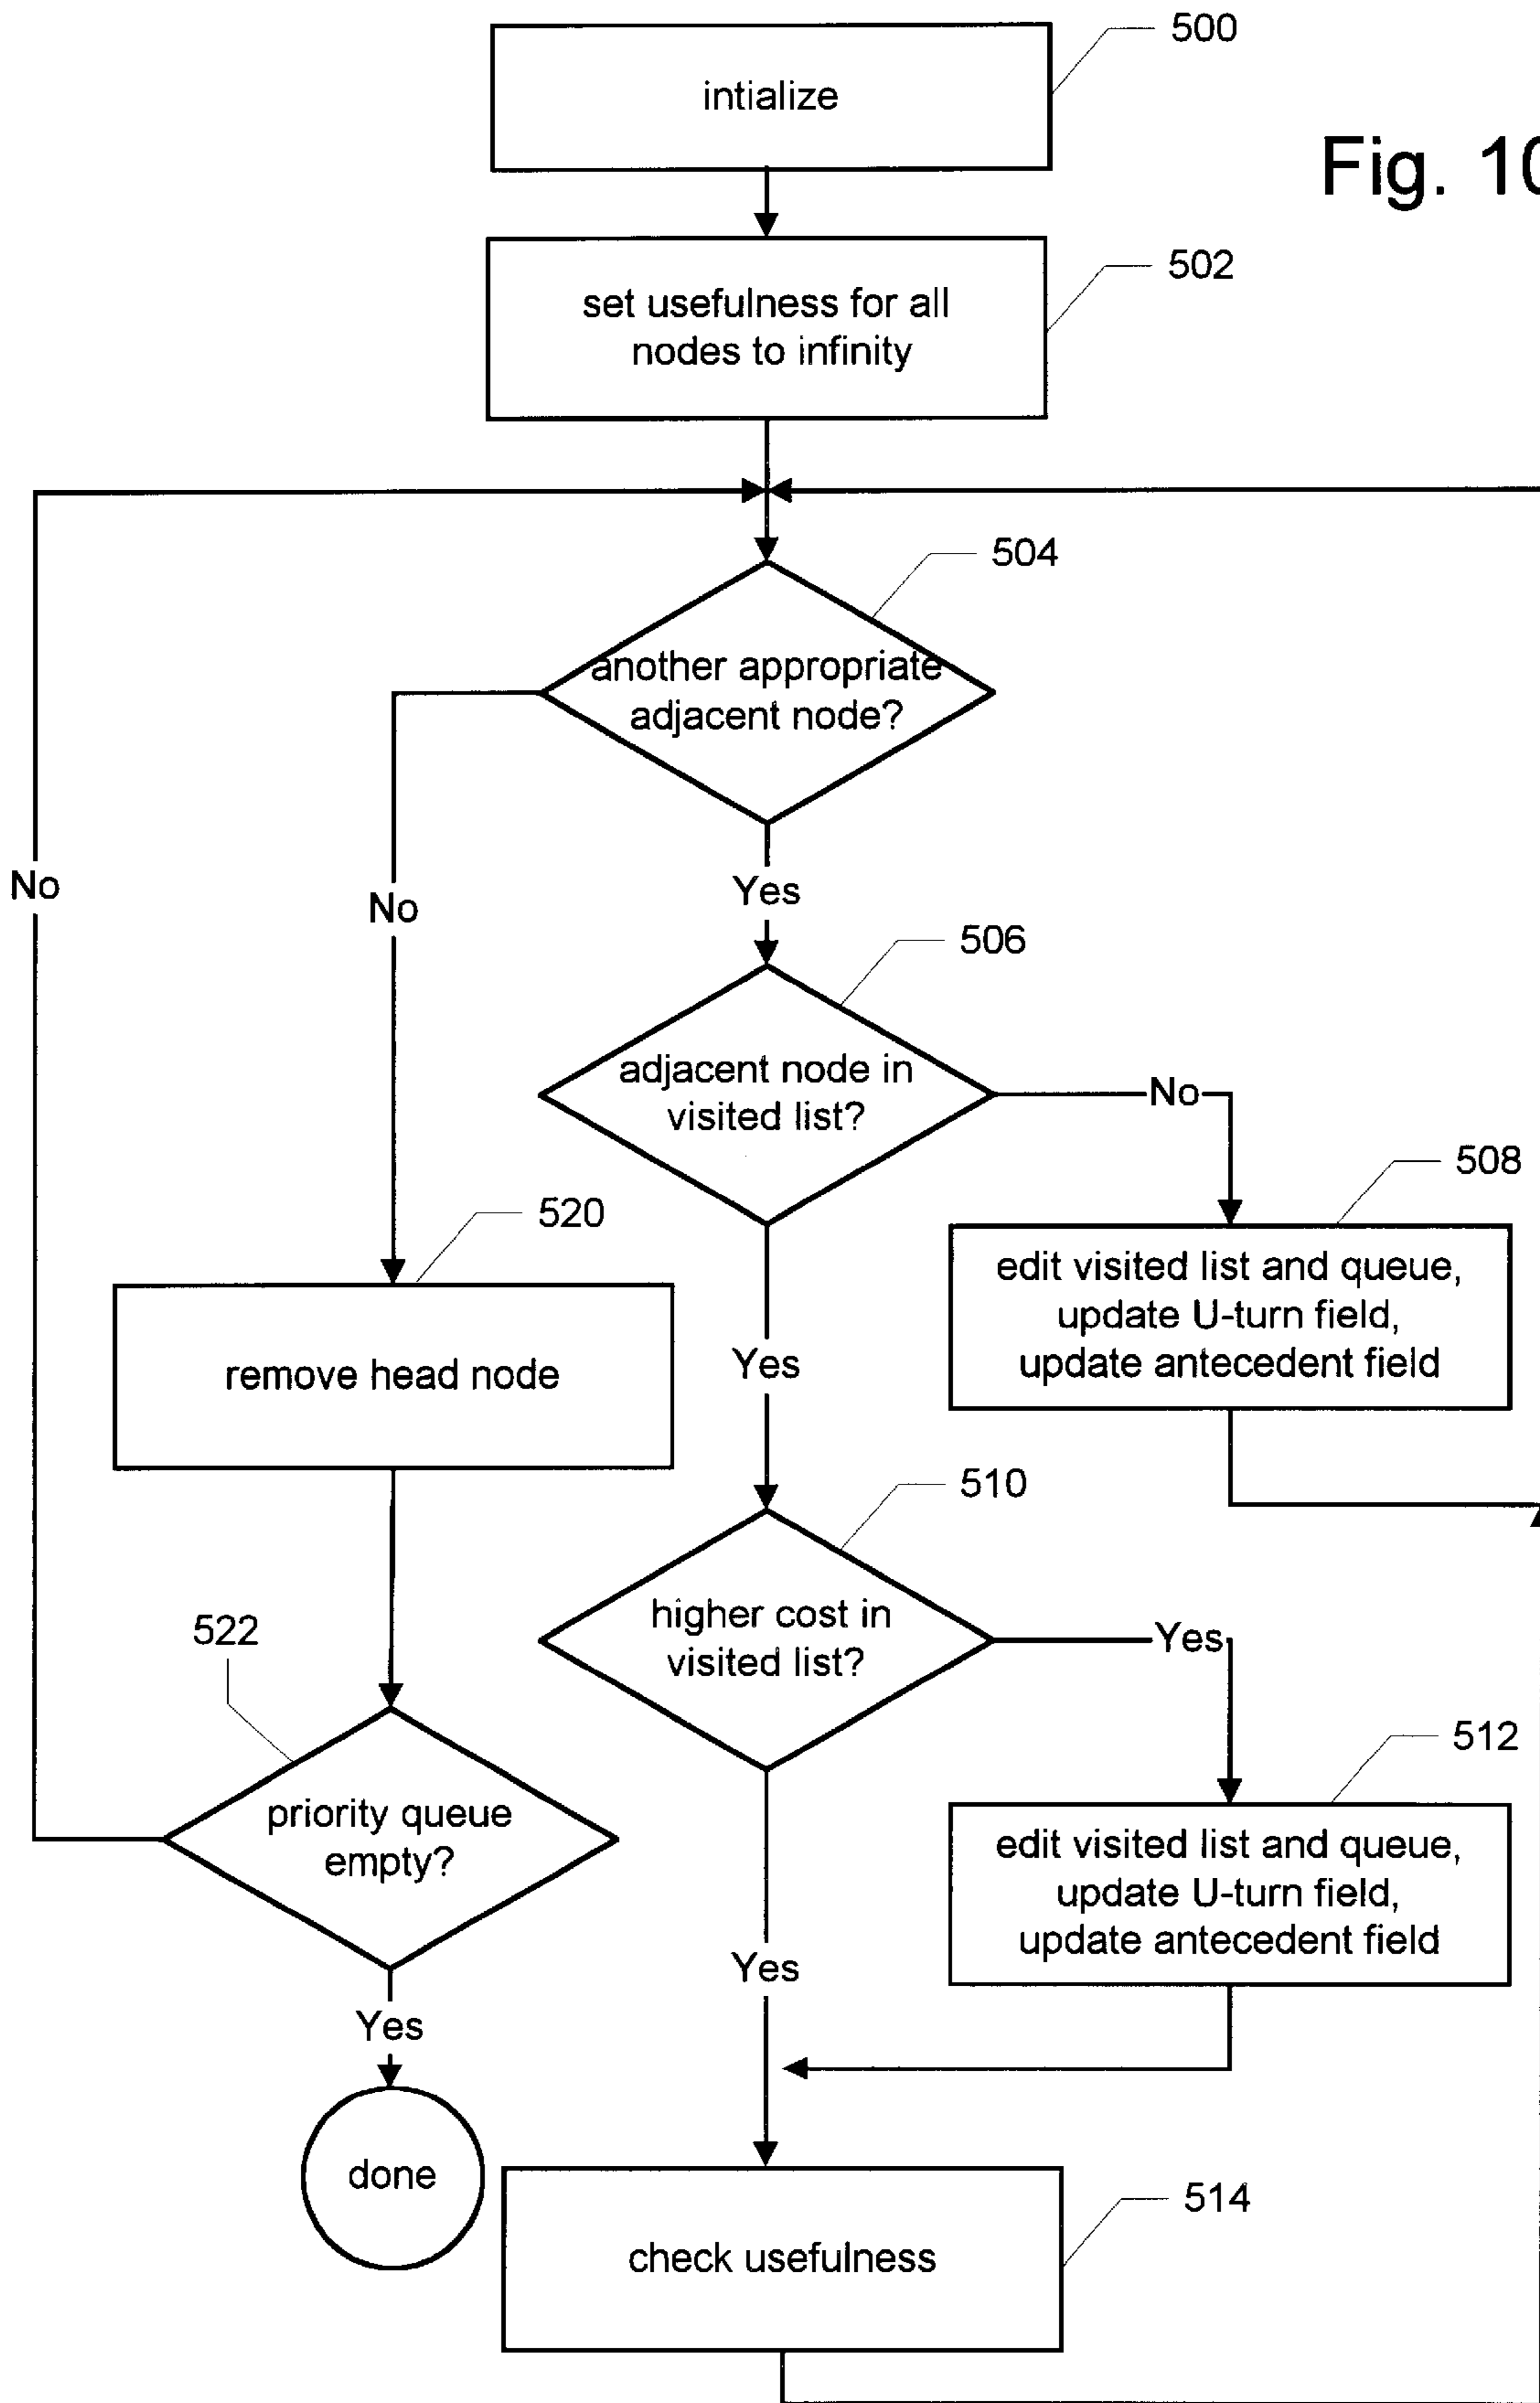 500
intialize
Fig. 10
502
set usefulness for all
nodes to infinity
504
another appropriate
adjacent node?
No
No
Yes
506
adjacent node in
visited list?
No
508
edit visited list and queue,
update U-turn field,
update antecedent field
520
remove head node
Yes
510
higher cost in
visited list?
Yes
522
priority queue
empty?
512
edit visited list and queue,
update U-turn field,
update antecedent field
Yes
Yes
done
514
check usefulness